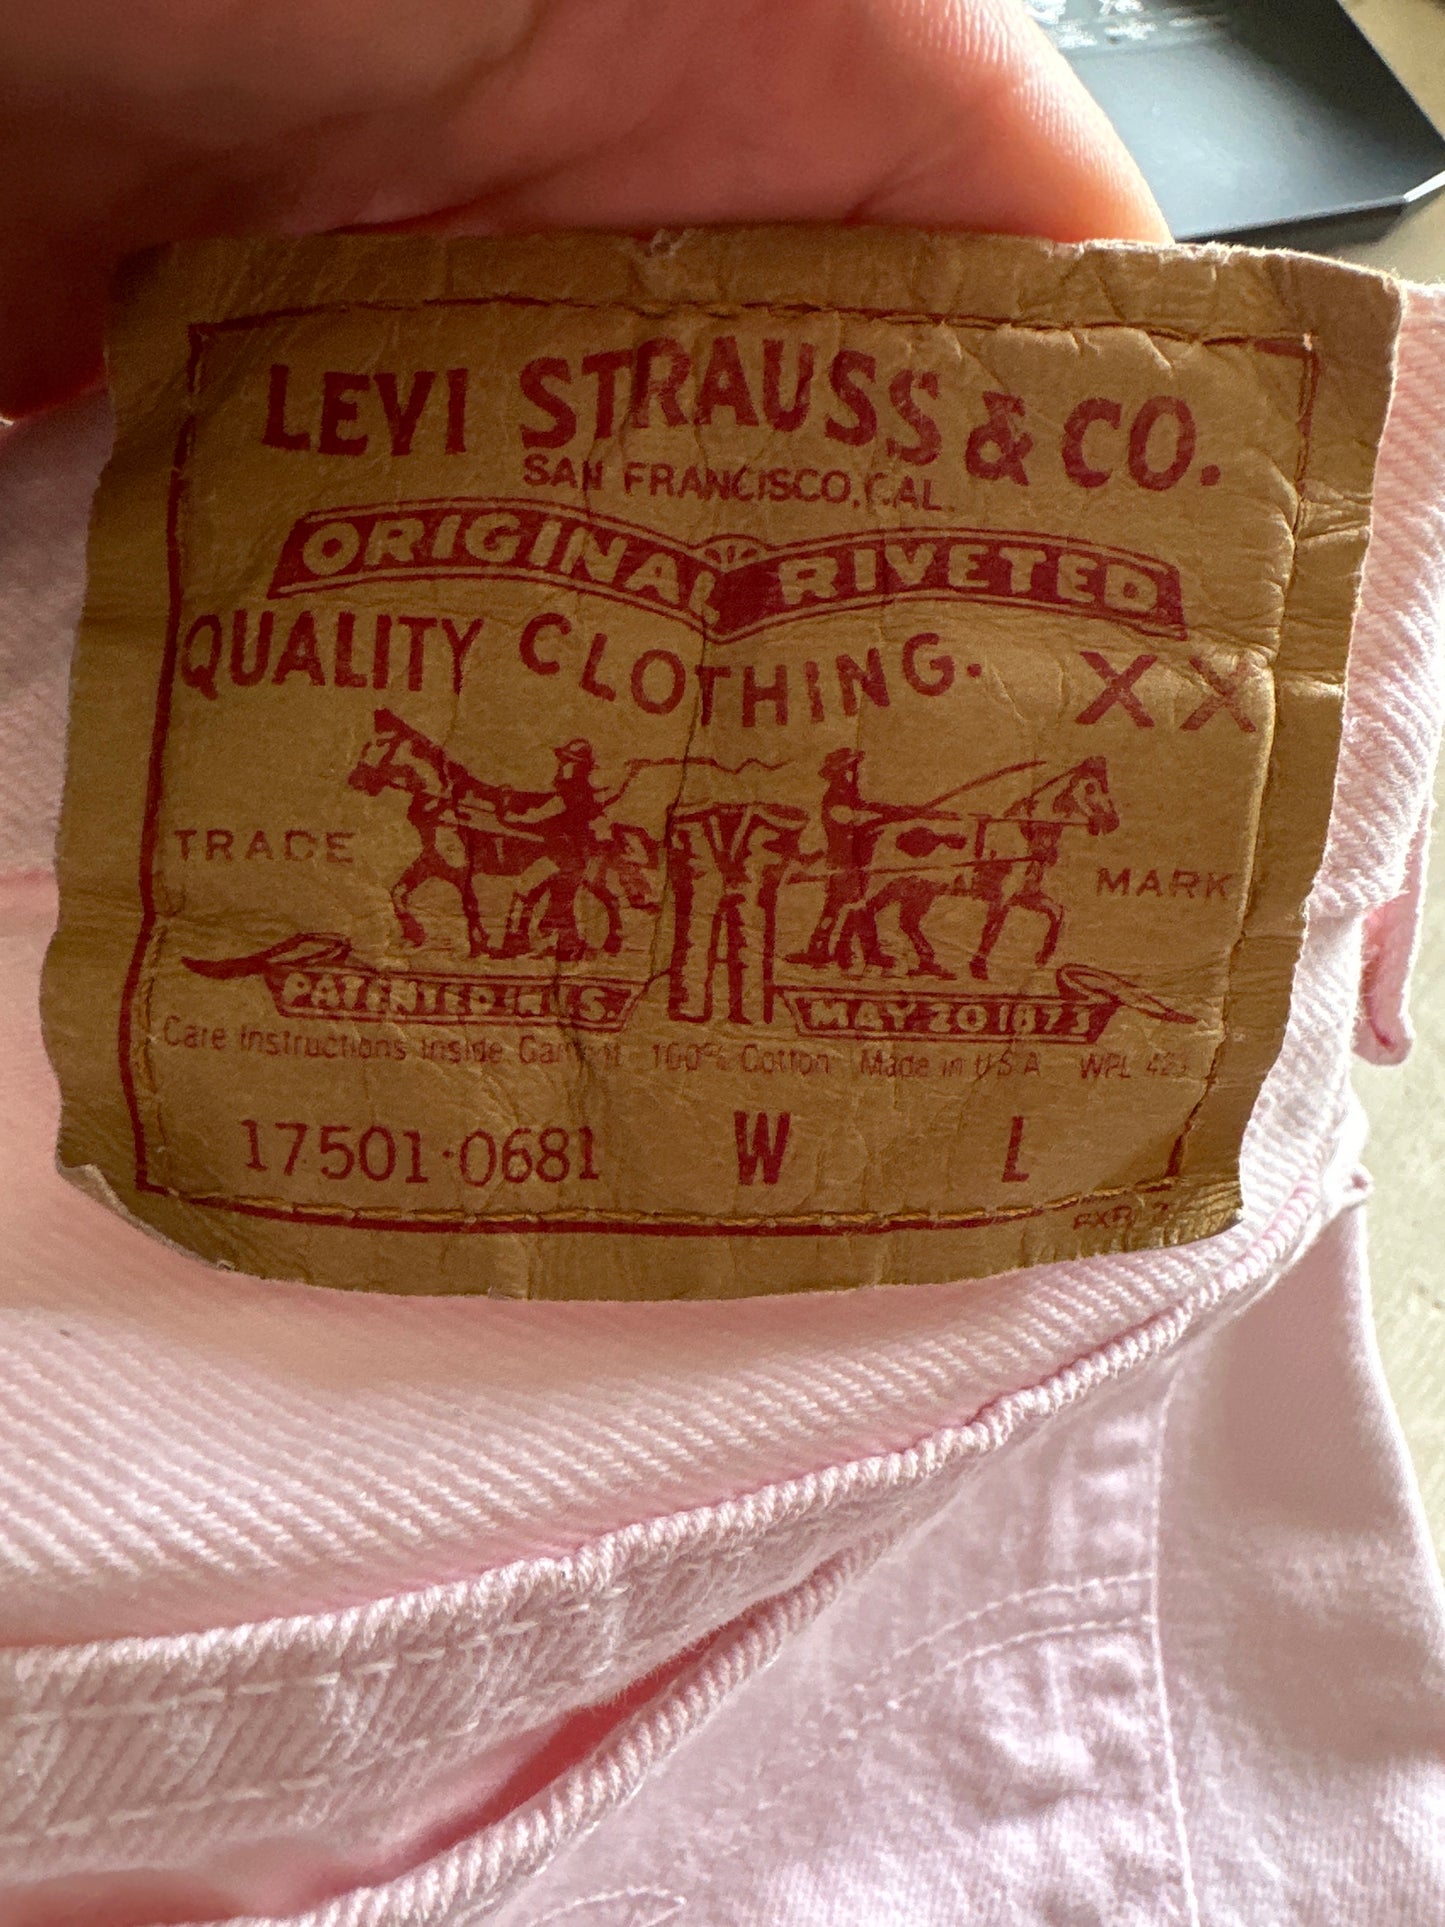 LEVI STRAUSS & CO.
SAN FRANCISCO, CAL.
ORIGINAL RIVETED
QUALITY CLOTHING. XX
TRADE MARK
PATENTED IN U.S. MAY 20 1873
Care Instructions Inside Garment 100% Cotton Made in U.S.A WPL 423
17501-0681 W L